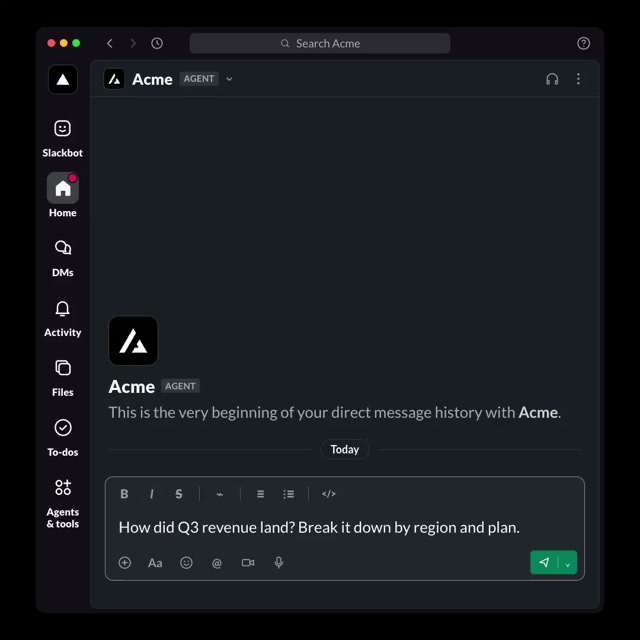 Search Acme
Acme AGENT
Slackbot
Home
DMs
Activity
Files
To-dos
Agents
& tools
Acme AGENT
This is the very beginning of your direct message history with Acme.
Today
B I S
How did Q3 revenue land? Break it down by region and plan.
Aa @